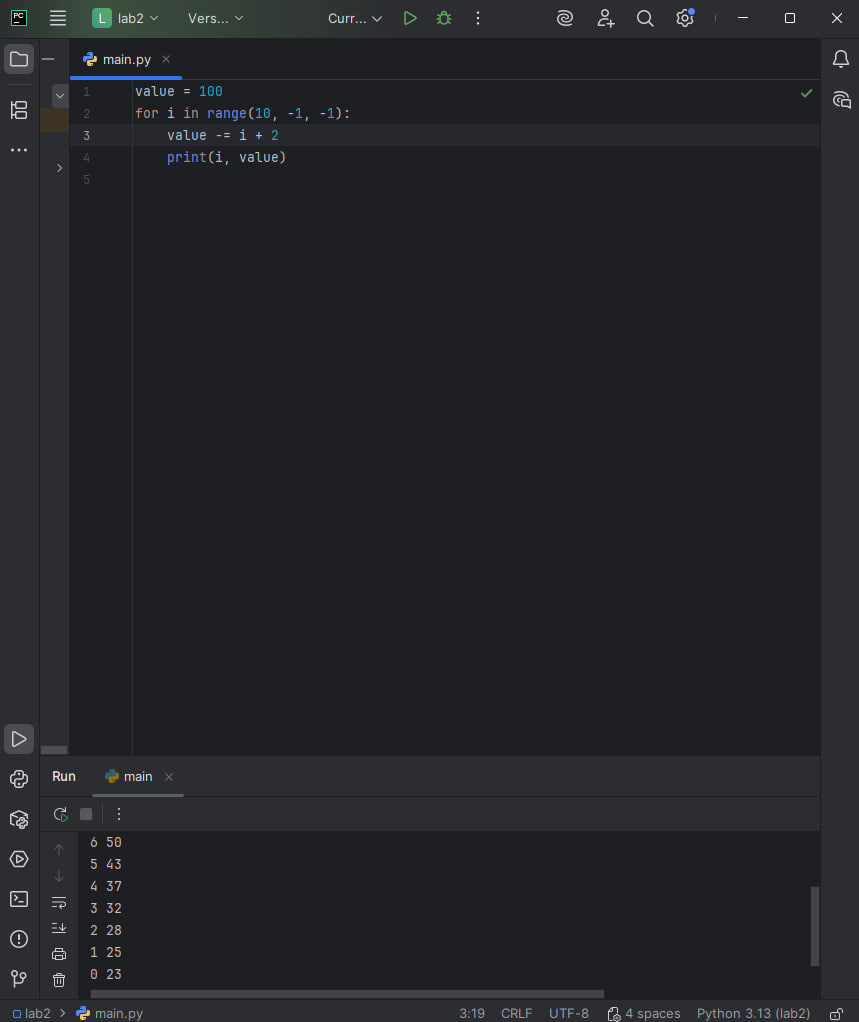 PC
L lab2 Vers... Curr...
main.py
1 value = 100
2 for i in range(10, -1, -1):
3     value -= i + 2
4     print(i, value)
5
Run main
6 50
5 43
4 37
3 32
2 28
1 25
0 23
lab2 > main.py 3:19 CRLF UTF-8 4 spaces Python 3.13 (lab2)